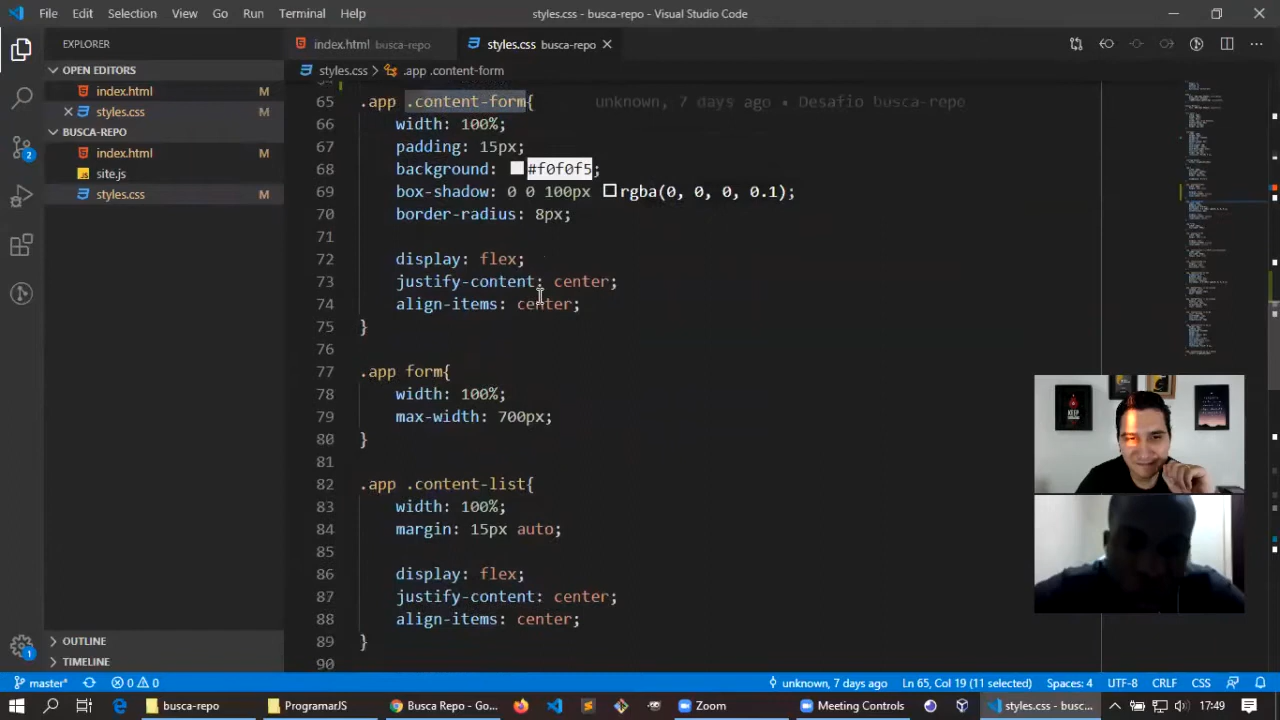 File Edit Selection View Go Run Terminal Help styles.css - busca-repo - Visual Studio Code
EXPLORER
OPEN EDITORS
index.html M
styles.css M
BUSCA-REPO
index.html M
site.js
styles.css M
OUTLINE
TIMELINE
index.html busca-repo styles.css busca-repo
styles.css > .app .content-form
65 .app .content-form{ unknown, 7 days ago • Desafio busca-repo
66 width: 100%;
67 padding: 15px;
68 background: #f0f0f5;
69 box-shadow: 0 0 100px rgba(0, 0, 0, 0.1);
70 border-radius: 8px;
71
72 display: flex;
73 justify-content: center;
74 align-items: center;
75 }
76
77 .app form{
78 width: 100%;
79 max-width: 700px;
80 }
81
82 .app .content-list{
83 width: 100%;
84 margin: 15px auto;
85
86 display: flex;
87 justify-content: center;
88 align-items: center;
89 }
90
KEEP
2
1
master* 0 0 unknown, 7 days ago Ln 65, Col 19 (11 selected) Spaces: 4 UTF-8 CRLF CSS
busca-repo ProgramarJS Busca Repo - Go... Zoom Meeting Controls styles.css - busc... 17:49